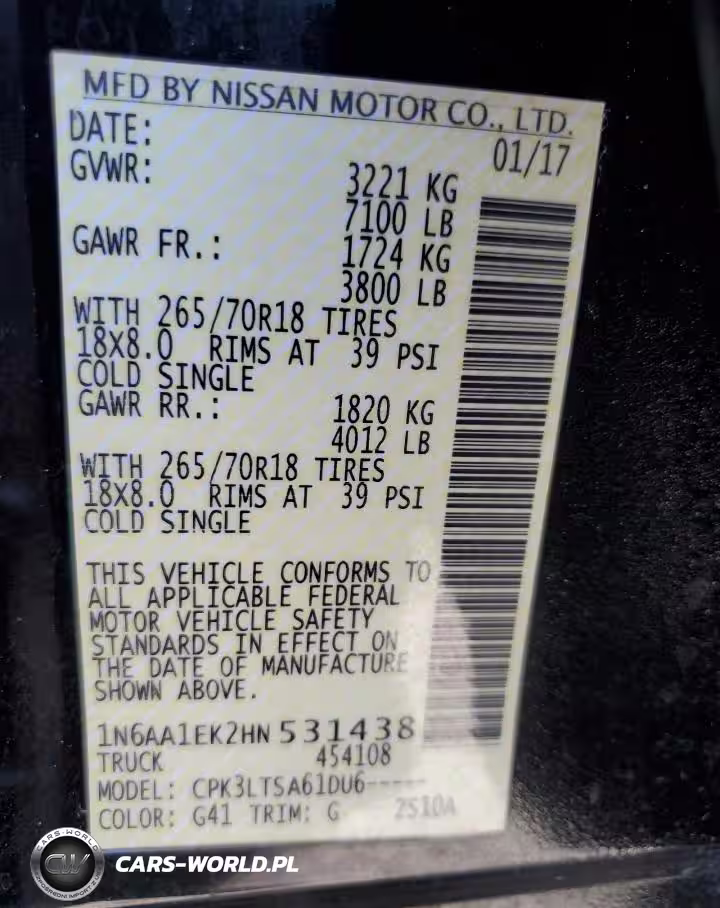 MFD BY NISSAN MOTOR CO., LTD.
DATE: 01/17
GVWR: 3221 KG
7100 LB
GAWR FR.: 1724 KG
3800 LB
WITH 265/70R18 TIRES
18X8.0 RIMS AT 39 PSI
COLD SINGLE
GAWR RR.: 1820 KG
4012 LB
WITH 265/70R18 TIRES
18X8.0 RIMS AT 39 PSI
COLD SINGLE
THIS VEHICLE CONFORMS TO
ALL APPLICABLE FEDERAL
MOTOR VEHICLE SAFETY
STANDARDS IN EFFECT ON
THE DATE OF MANUFACTURE
SHOWN ABOVE.
1N6AA1EK2HN531438
TRUCK 454108
MODEL: CPK3LTSA61DU6-----
COLOR: G41 TRIM: G 2510A
CARS-WORLD
CW
CARS-WORLD.PL